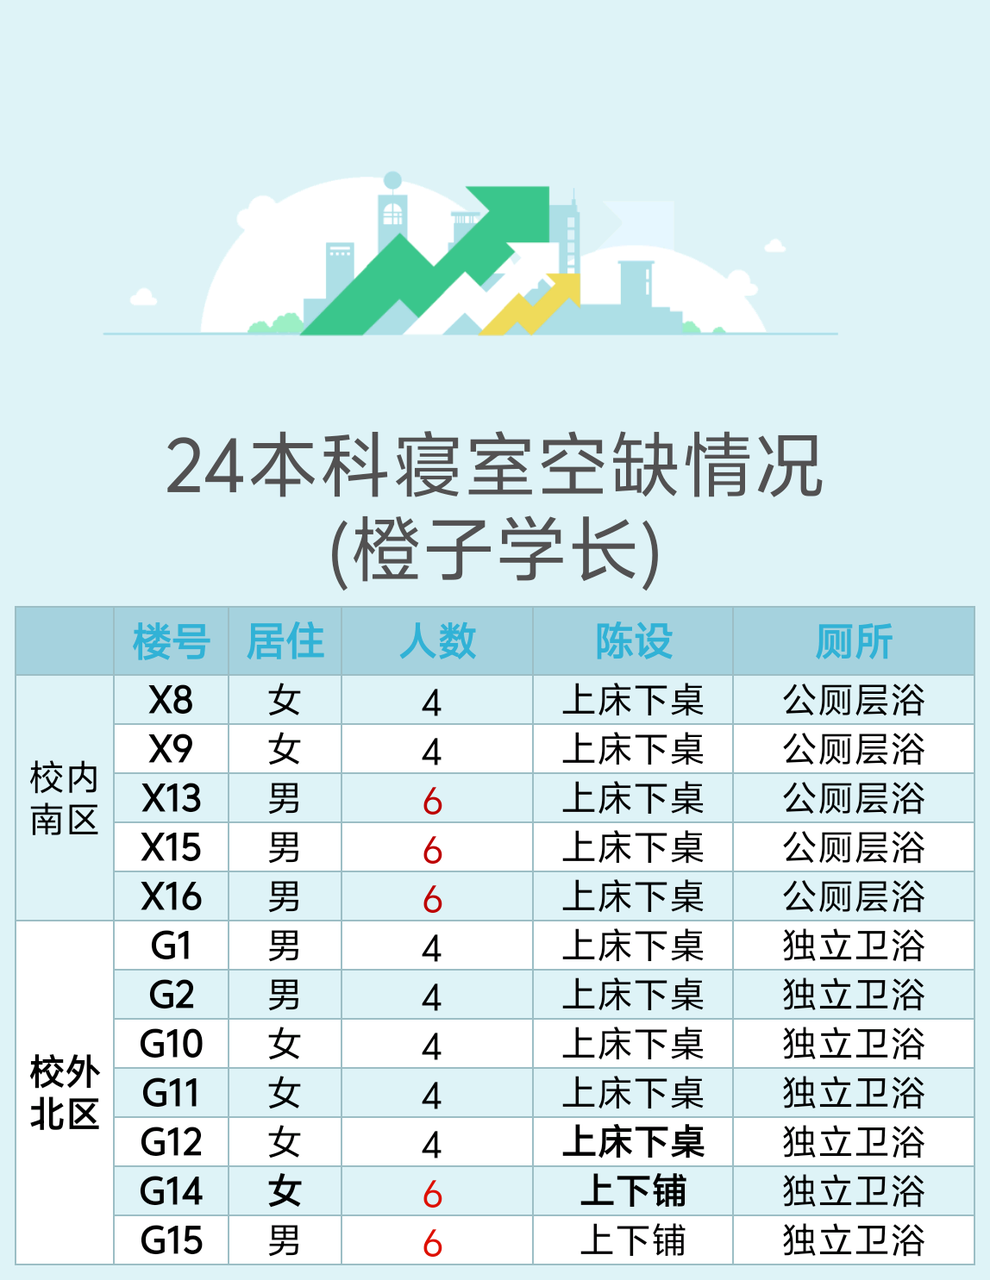 24本科寝室空缺情况
(橙子学长)
楼号 居住 人数 陈设 厕所
校内南区
X8 女 4 上床下桌 公厕层浴
X9 女 4 上床下桌 公厕层浴
X13 男 6 上床下桌 公厕层浴
X15 男 6 上床下桌 公厕层浴
X16 男 6 上床下桌 公厕层浴
校外北区
G1 男 4 上床下桌 独立卫浴
G2 男 4 上床下桌 独立卫浴
G10 女 4 上床下桌 独立卫浴
G11 女 4 上床下桌 独立卫浴
G12 女 4 上床下桌 独立卫浴
G14 女 6 上下铺 独立卫浴
G15 男 6 上下铺 独立卫浴